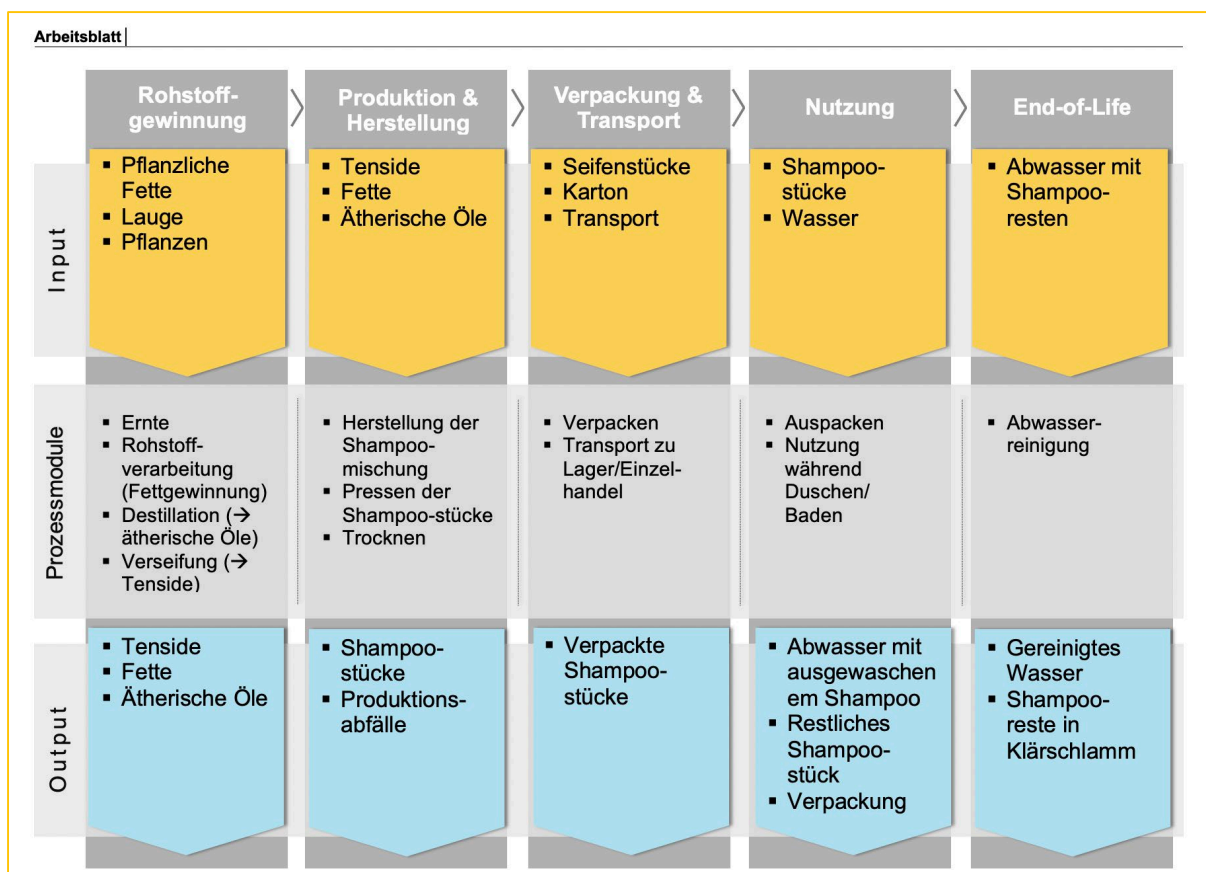 Arbeitsblatt
Rohstoff-
gewinnung
Produktion &
Herstellung
Verpackung &
Transport
Nutzung
End-of-Life
Input
▪ Pflanzliche
Fette
▪ Lauge
▪ Pflanzen
▪ Tenside
▪ Fette
▪ Ätherische Öle
▪ Seifenstücke
▪ Karton
▪ Transport
▪ Shampoo-
stücke
▪ Wasser
▪ Abwasser mit
Shampoo-
resten
Prozessmodule
▪ Ernte
▪ Rohstoff-
verarbeitung
(Fettgewinnung)
▪ Destillation (→
ätherische Öle)
▪ Verseifung (→
Tenside)
▪ Herstellung der
Shampoo-
mischung
▪ Pressen der
Shampoo-stücke
▪ Trocknen
▪ Verpacken
▪ Transport zu
Lager/Einzel-
handel
▪ Auspacken
▪ Nutzung
während
Duschen/
Baden
▪ Abwasser-
reinigung
Output
▪ Tenside
▪ Fette
▪ Ätherische Öle
▪ Shampoo-
stücke
▪ Produktions-
abfälle
▪ Verpackte
Shampoo-
stücke
▪ Abwasser mit
ausgewaschen
em Shampoo
▪ Restliches
Shampoo-
stück
▪ Verpackung
▪ Gereinigtes
Wasser
▪ Shampoo-
reste in
Klärschlamm